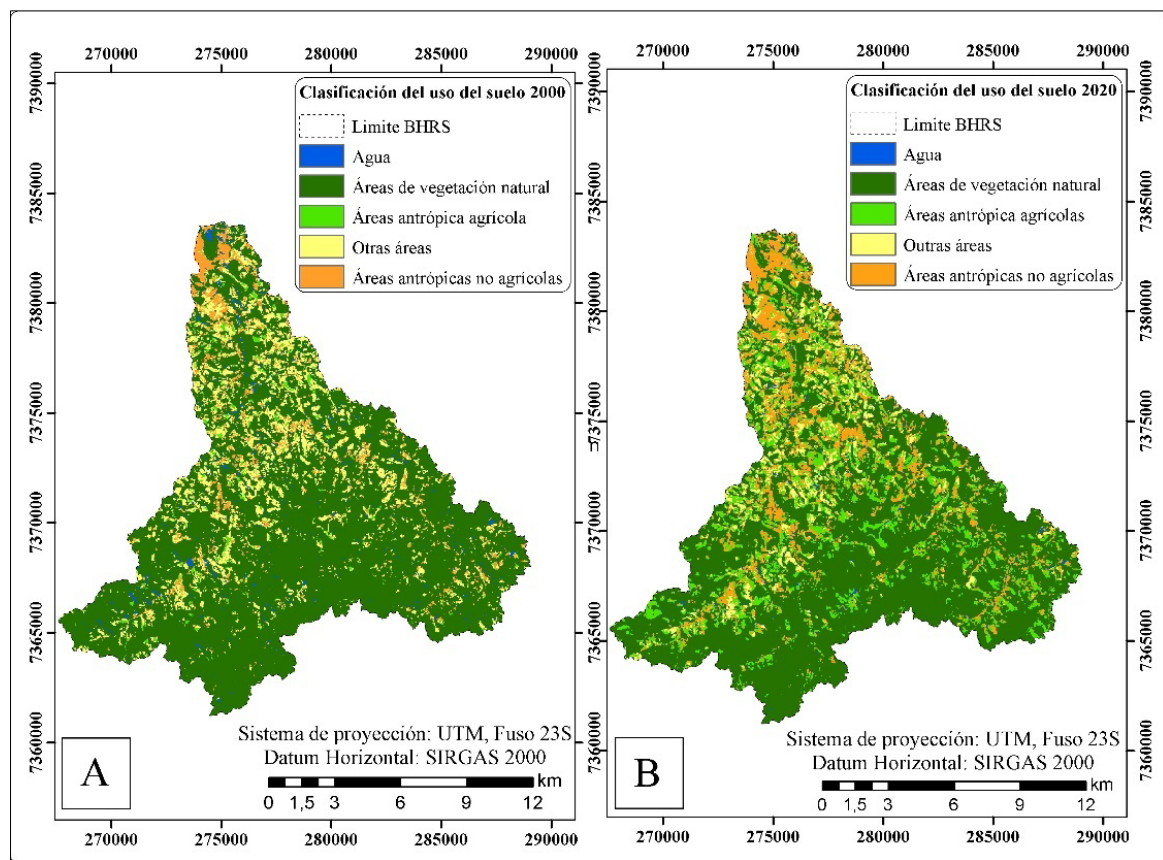 270000 275000 280000 285000 290000
7390000
7385000
7380000
7375000
7370000
7365000
7360000
Clasificación del uso del suelo 2000
Limite BHRS
Agua
Áreas de vegetación natural
Áreas antrópica agrícola
Otras áreas
Áreas antrópicas no agrícolas
Sistema de proyección: UTM, Fuso 23S
Datum Horizontal: SIRGAS 2000
A
km
0 1,5 3 6 9 12
270000 275000 280000 285000 290000
270000 275000 280000 285000 290000
7390000 7390000
7385000 7385000
7380000 7380000
7375000 7375000
7370000 7370000
7365000 7365000
7360000 7360000
Clasificación del uso del suelo 2020
Limite BHRS
Agua
Áreas de vegetación natural
Áreas antrópica agrícolas
Outras áreas
Áreas antrópicas no agrícolas
Sistema de proyección: UTM, Fuso 23S
Datum Horizontal: SIRGAS 2000
B
km
0 1,5 3 6 9 12
270000 275000 280000 285000 290000